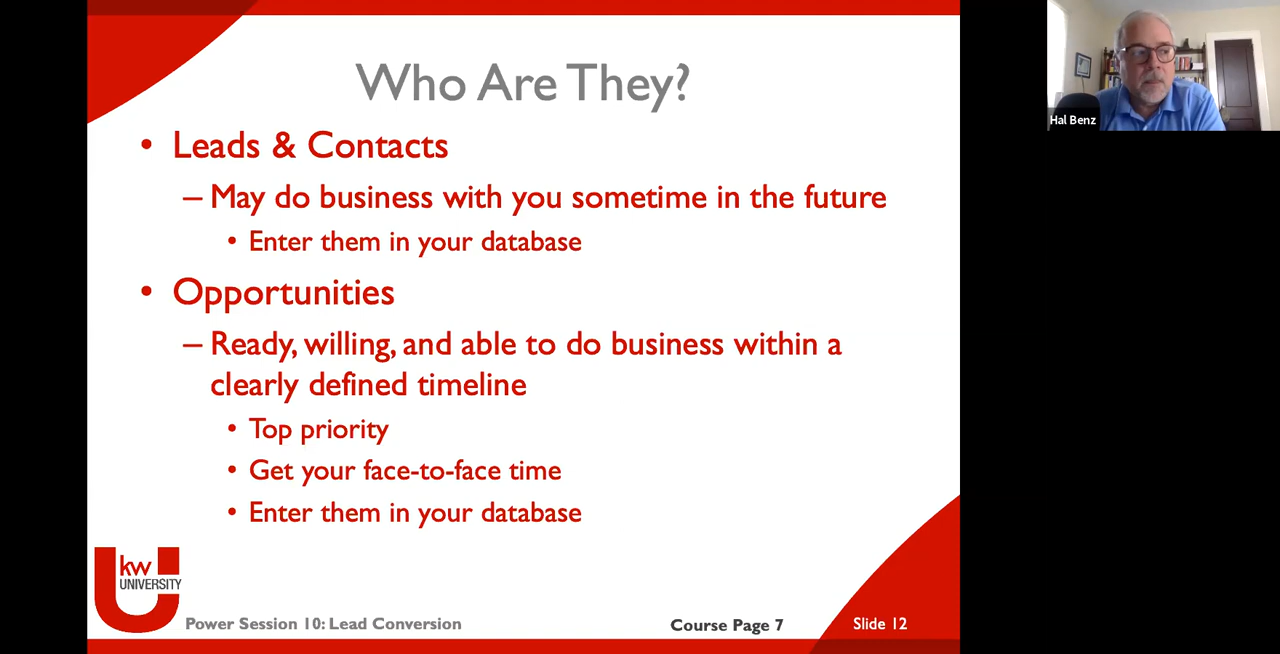 Who Are They?
• Leads & Contacts
– May do business with you sometime in the future
• Enter them in your database
• Opportunities
– Ready, willing, and able to do business within a
clearly defined timeline
• Top priority
• Get your face-to-face time
• Enter them in your database
kw
UNIVERSITY
Power Session 10: Lead Conversion
Course Page 7
Slide 12
Hal Benz